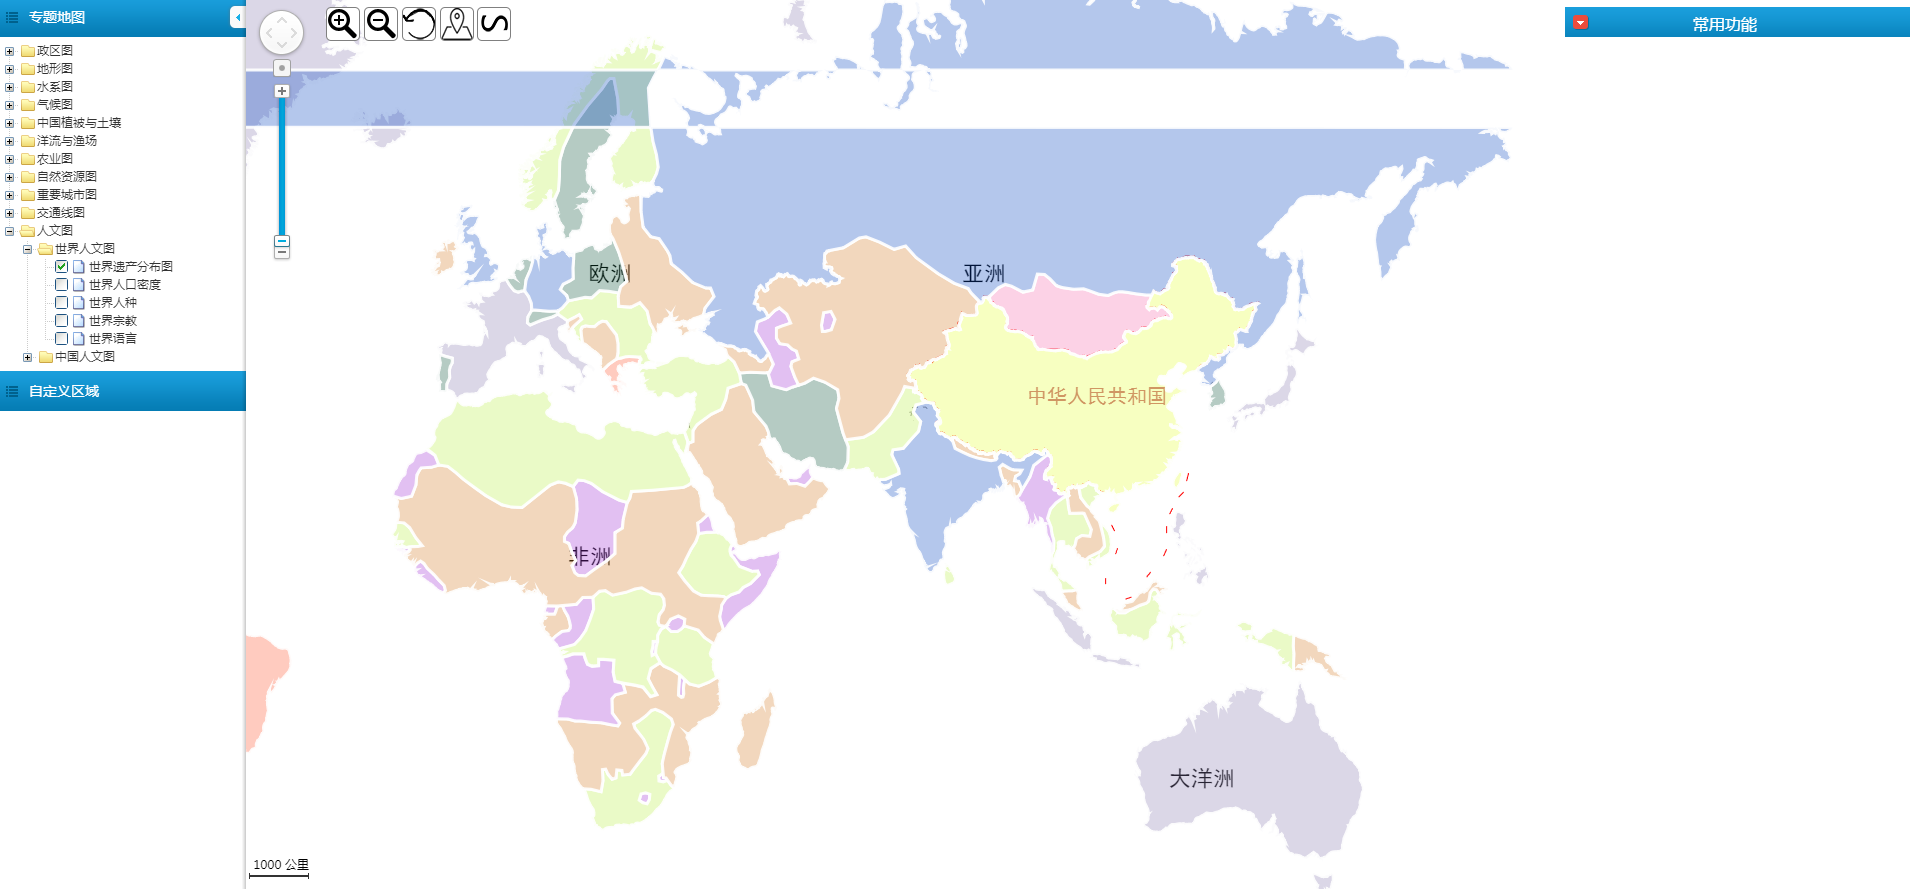 专题地图
政区图
地形图
水系图
气候图
中国植被与土壤
洋流与渔场
农业图
自然资源图
重要城市图
交通线图
人文图
世界人文图
世界遗产分布图
世界人口密度
世界人种
世界宗教
世界语言
中国人文图
自定义区域
欧洲
亚洲
中华人民共和国
非洲
大洋洲
1000 公里
常用功能